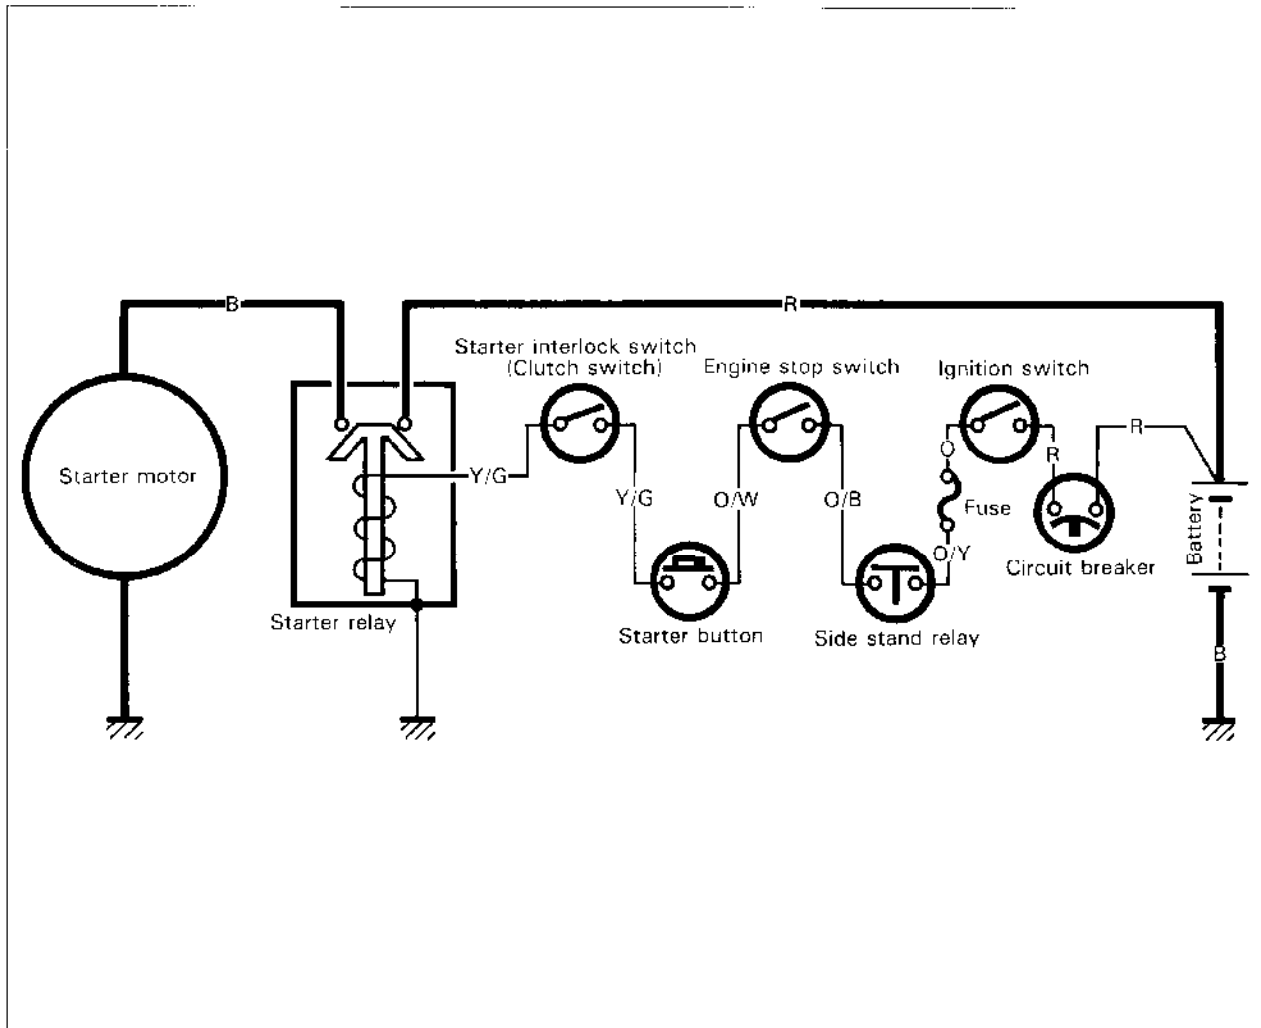 B
R
Starter interlock switch
(Clutch switch)
Engine stop switch
Ignition switch
Starter motor
Y/G
Y/G
O/W
O/B
O
R
R
Fuse
O/Y
Circuit breaker
Battery
Starter relay
Starter button
Side stand relay
B